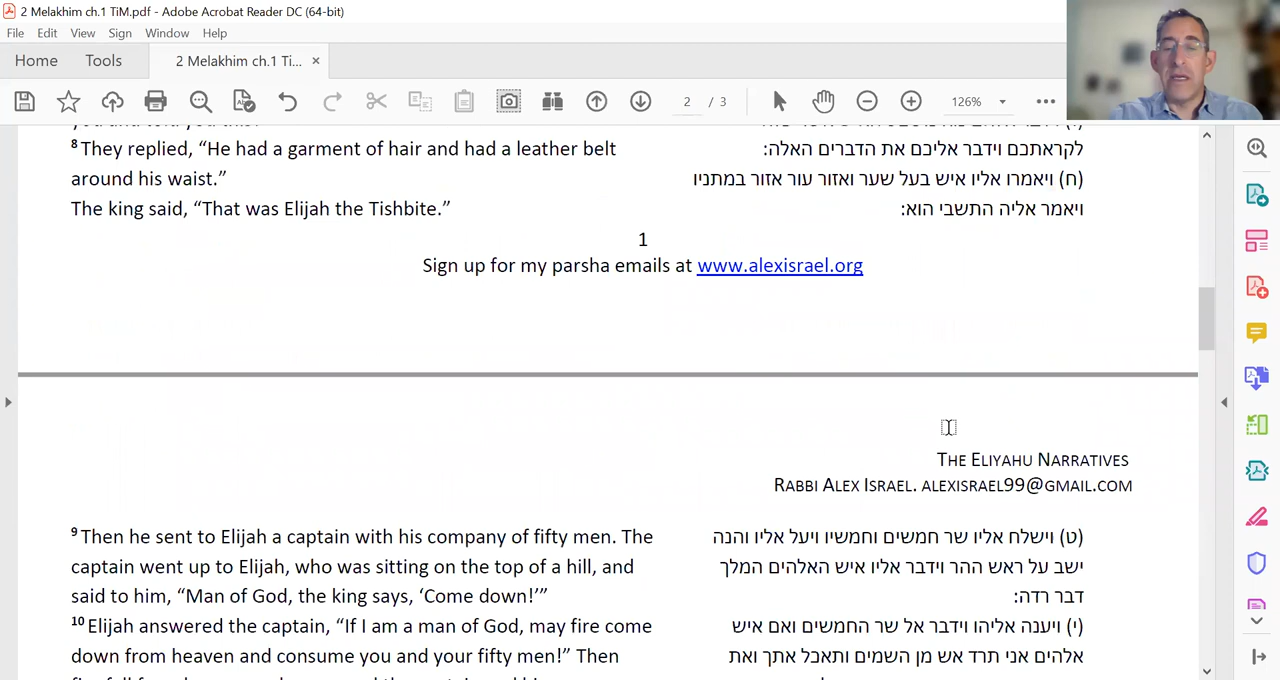 2 Melakhim ch.1 TiM.pdf - Adobe Acrobat Reader DC (64-bit)
File Edit View Sign Window Help
Home Tools 2 Melakhim ch.1 Ti... ×
2 / 3 126%
לקראתכם וידבר אליכם את הדברים האלה:
(ח) ויאמרו אליו איש בעל שער ואזור עור אזור במתניו
ויאמר אליה התשבי הוא:
8 They replied, “He had a garment of hair and had a leather belt
around his waist.”
The king said, “That was Elijah the Tishbite.”
1
Sign up for my parsha emails at www.alexisrael.org
The Eliyahu Narratives
Rabbi Alex Israel. alexisrael99@gmail.com
(ט) וישלח אליו שר חמשים וחמשיו ויעל אליו והנה
ישב על ראש ההר וידבר אליו איש האלהים המלך
דבר רדה:
(י) ויענה אליהו וידבר אל שר החמשים ואם איש
אלהים אני תרד אש מן השמים ותאכל אתך ואת
9 Then he sent to Elijah a captain with his company of fifty men. The
captain went up to Elijah, who was sitting on the top of a hill, and
said to him, “Man of God, the king says, ‘Come down!’”
10 Elijah answered the captain, “If I am a man of God, may fire come
down from heaven and consume you and your fifty men!” Then